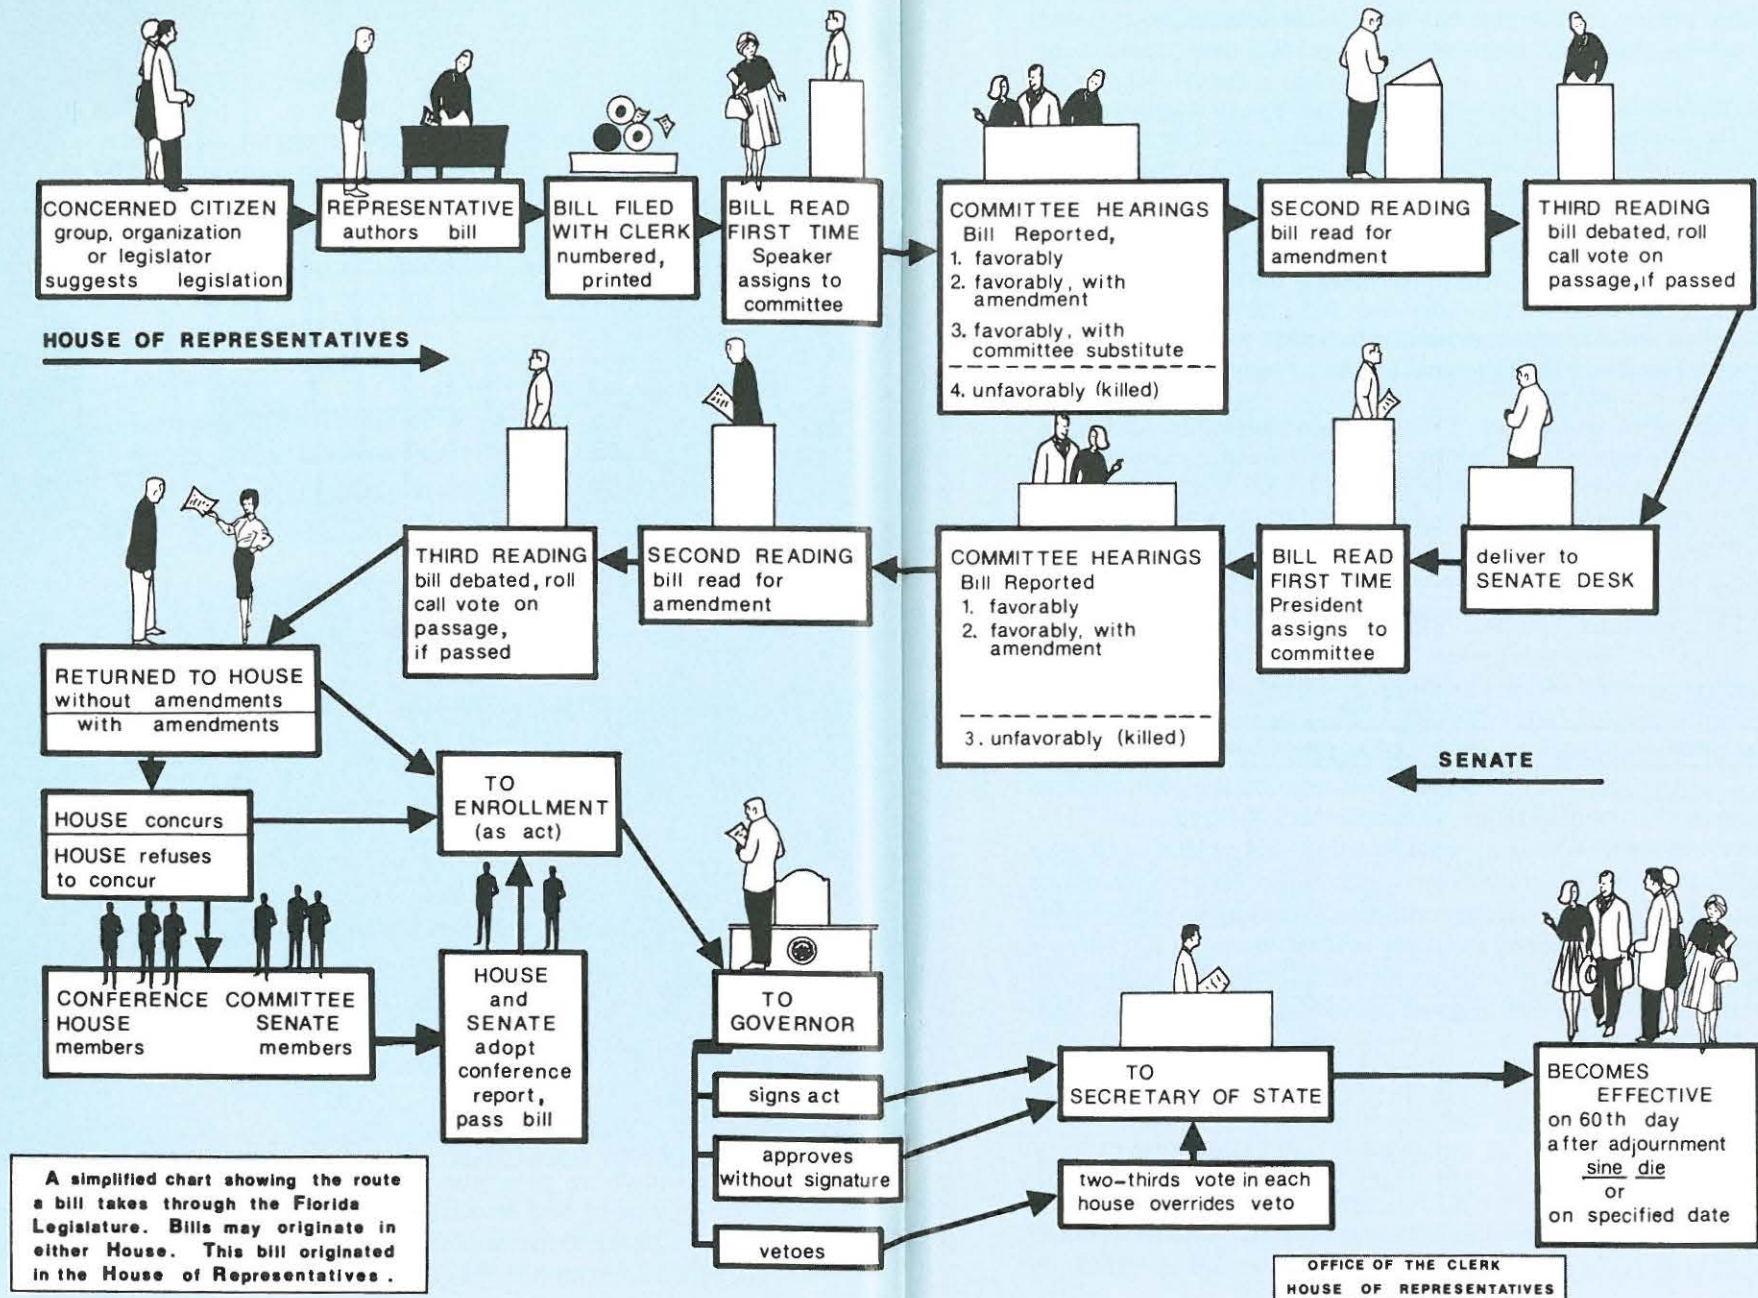 CONCERNED CITIZEN
group, organization
or legislator
suggests legislation
REPRESENTATIVE
authors bill
BILL FILED
WITH CLERK
numbered,
printed
BILL READ
FIRST TIME
Speaker
assigns to
committee
COMMITTEE HEARINGS
Bill Reported,
1. favorably
2. favorably, with
amendment
3. favorably, with
committee substitute
4. unfavorably (killed)
SECOND READING
bill read for
amendment
THIRD READING
bill debated, roll
call vote on
passage, if passed
HOUSE OF REPRESENTATIVES
deliver to
SENATE DESK
BILL READ
FIRST TIME
President
assigns to
committee
COMMITTEE HEARINGS
Bill Reported
1. favorably
2. favorably, with
amendment
3. unfavorably (killed)
SECOND READING
bill read for
amendment
THIRD READING
bill debated, roll
call vote on
passage,
if passed
SENATE
RETURNED TO HOUSE
without amendments
with amendments
HOUSE concurs
HOUSE refuses
to concur
TO
ENROLLMENT
(as act)
CONFERENCE COMMITTEE
HOUSE SENATE
members members
HOUSE
and
SENATE
adopt
conference
report,
pass bill
TO
GOVERNOR
signs act
approves
without signature
vetoes
TO
SECRETARY OF STATE
two-thirds vote in each
house overrides veto
BECOMES
EFFECTIVE
on 60th day
after adjournment
sine die
or
on specified date
A simplified chart showing the route
a bill takes through the Florida
Legislature. Bills may originate in
either House. This bill originated
in the House of Representatives.
OFFICE OF THE CLERK
HOUSE OF REPRESENTATIVES